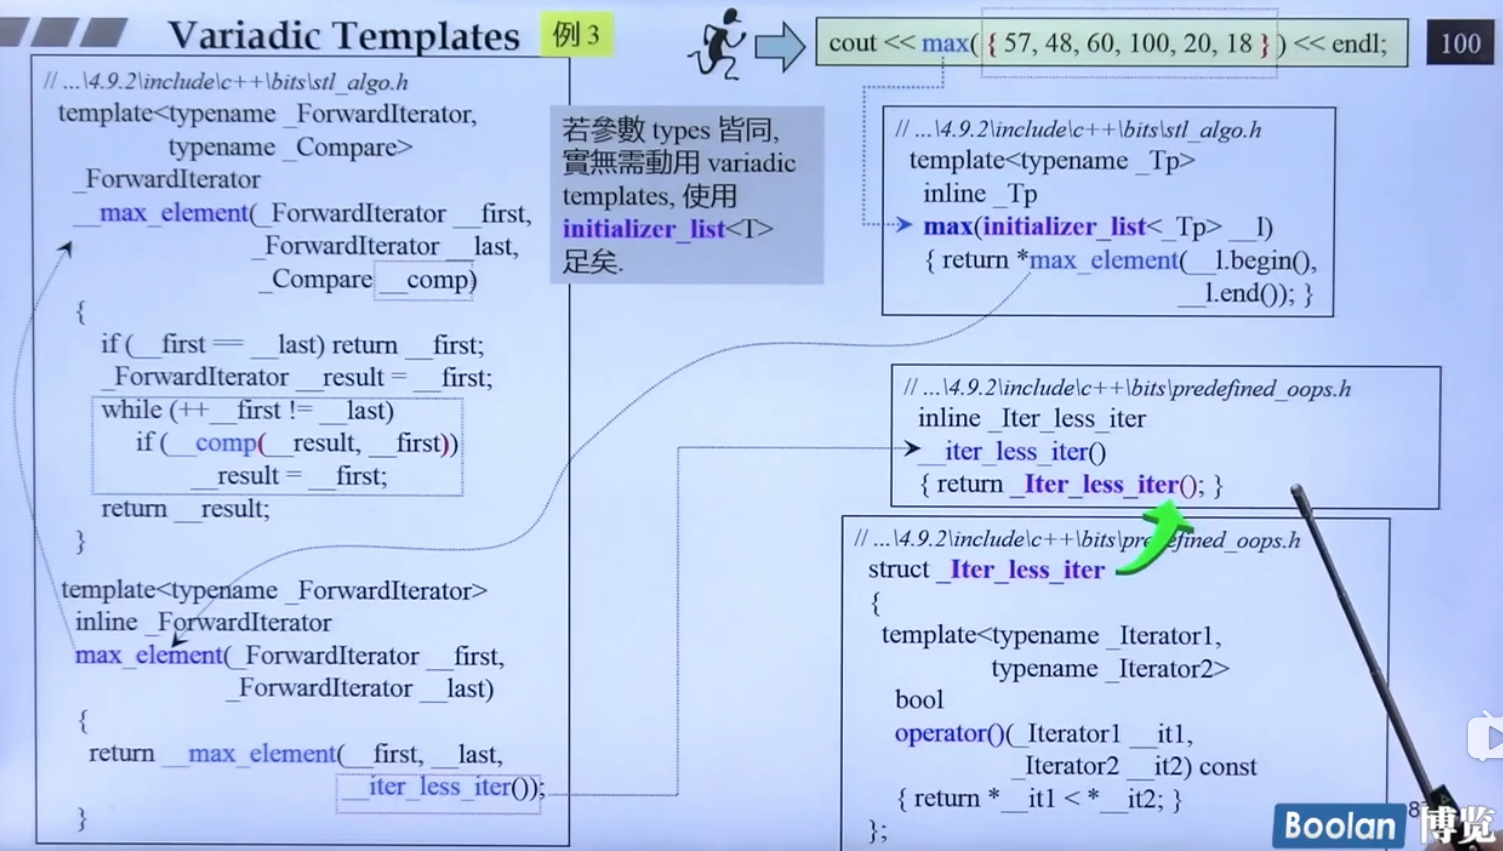 Variadic Templates
例 3
cout << max( { 57, 48, 60, 100, 20, 18 } ) << endl;
100
// ...\4.9.2\include\c++\bits\stl_algo.h
template<typename _ForwardIterator,
typename _Compare>
_ForwardIterator
__max_element(_ForwardIterator __first,
_ForwardIterator __last,
_Compare __comp)
{
if (__first == __last) return __first;
_ForwardIterator __result = __first;
while (++__first != __last)
if (__comp(__result, __first))
__result = __first;
return __result;
}
template<typename _ForwardIterator>
inline _ForwardIterator
max_element(_ForwardIterator __first,
_ForwardIterator __last)
{
return __max_element(__first, __last,
__iter_less_iter());
}
若參數 types 皆同,
實無需動用 variadic
templates, 使用
initializer_list<T>
足矣.
// ...\4.9.2\include\c++\bits\stl_algo.h
template<typename _Tp>
inline _Tp
max(initializer_list<_Tp> __l)
{ return *max_element(__l.begin(),
__l.end()); }
// ...\4.9.2\include\c++\bits\predefined_oops.h
inline _Iter_less_iter
__iter_less_iter()
{ return _Iter_less_iter(); }
// ...\4.9.2\include\c++\bits\predefined_oops.h
struct _Iter_less_iter
{
template<typename _Iterator1,
typename _Iterator2>
bool
operator()(_Iterator1 __it1,
_Iterator2 __it2) const
{ return *__it1 < *__it2; }
};
Boolan 博览